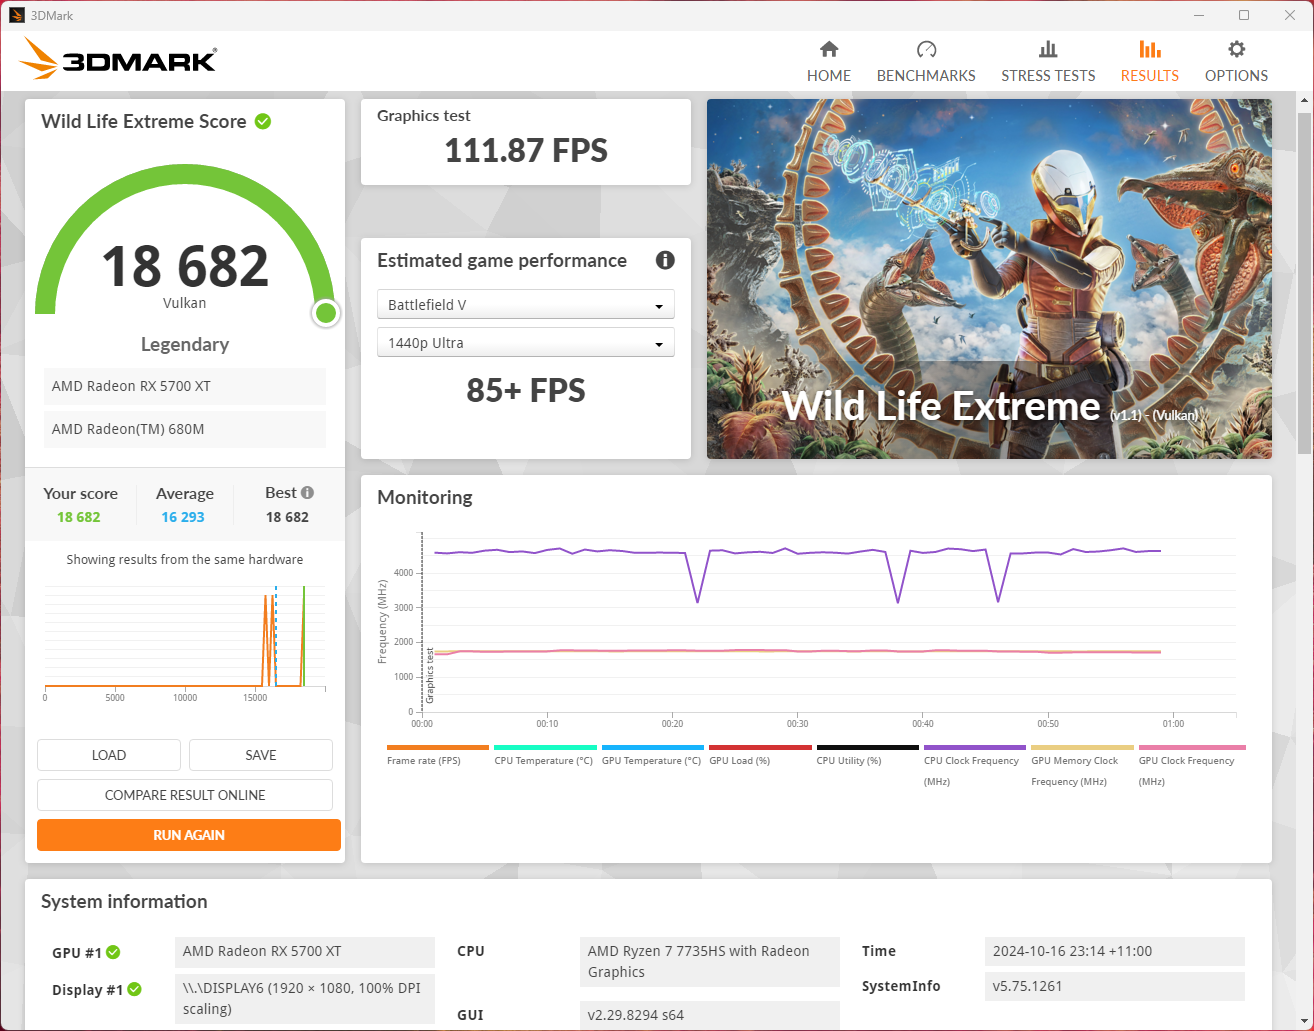 3DMark
3DMARK®
HOME
BENCHMARKS
STRESS TESTS
RESULTS
OPTIONS
Wild Life Extreme Score
18 682
Vulkan
Legendary
AMD Radeon RX 5700 XT
AMD Radeon(TM) 680M
Your score
Average
Best
18 682
16 293
18 682
Showing results from the same hardware
0
5000
10000
15000
LOAD
SAVE
COMPARE RESULT ONLINE
RUN AGAIN
Graphics test
111.87 FPS
Estimated game performance
Battlefield V
1440p Ultra
85+ FPS
Wild Life Extreme (v1.1) - (Vulkan)
Monitoring
Frequency (MHz)
4000
3000
2000
1000
0
Graphics test
00:00
00:10
00:20
00:30
00:40
00:50
01:00
Frame rate (FPS)
CPU Temperature (°C)
GPU Temperature (°C)
GPU Load (%)
CPU Utility (%)
CPU Clock Frequency
(MHz)
GPU Memory Clock
Frequency (MHz)
GPU Clock Frequency
(MHz)
System information
GPU #1
AMD Radeon RX 5700 XT
Display #1
\\.\DISPLAY6 (1920 × 1080, 100% DPI
scaling)
CPU
AMD Ryzen 7 7735HS with Radeon
Graphics
GUI
v2.29.8294 s64
Time
2024-10-16 23:14 +11:00
SystemInfo
v5.75.1261